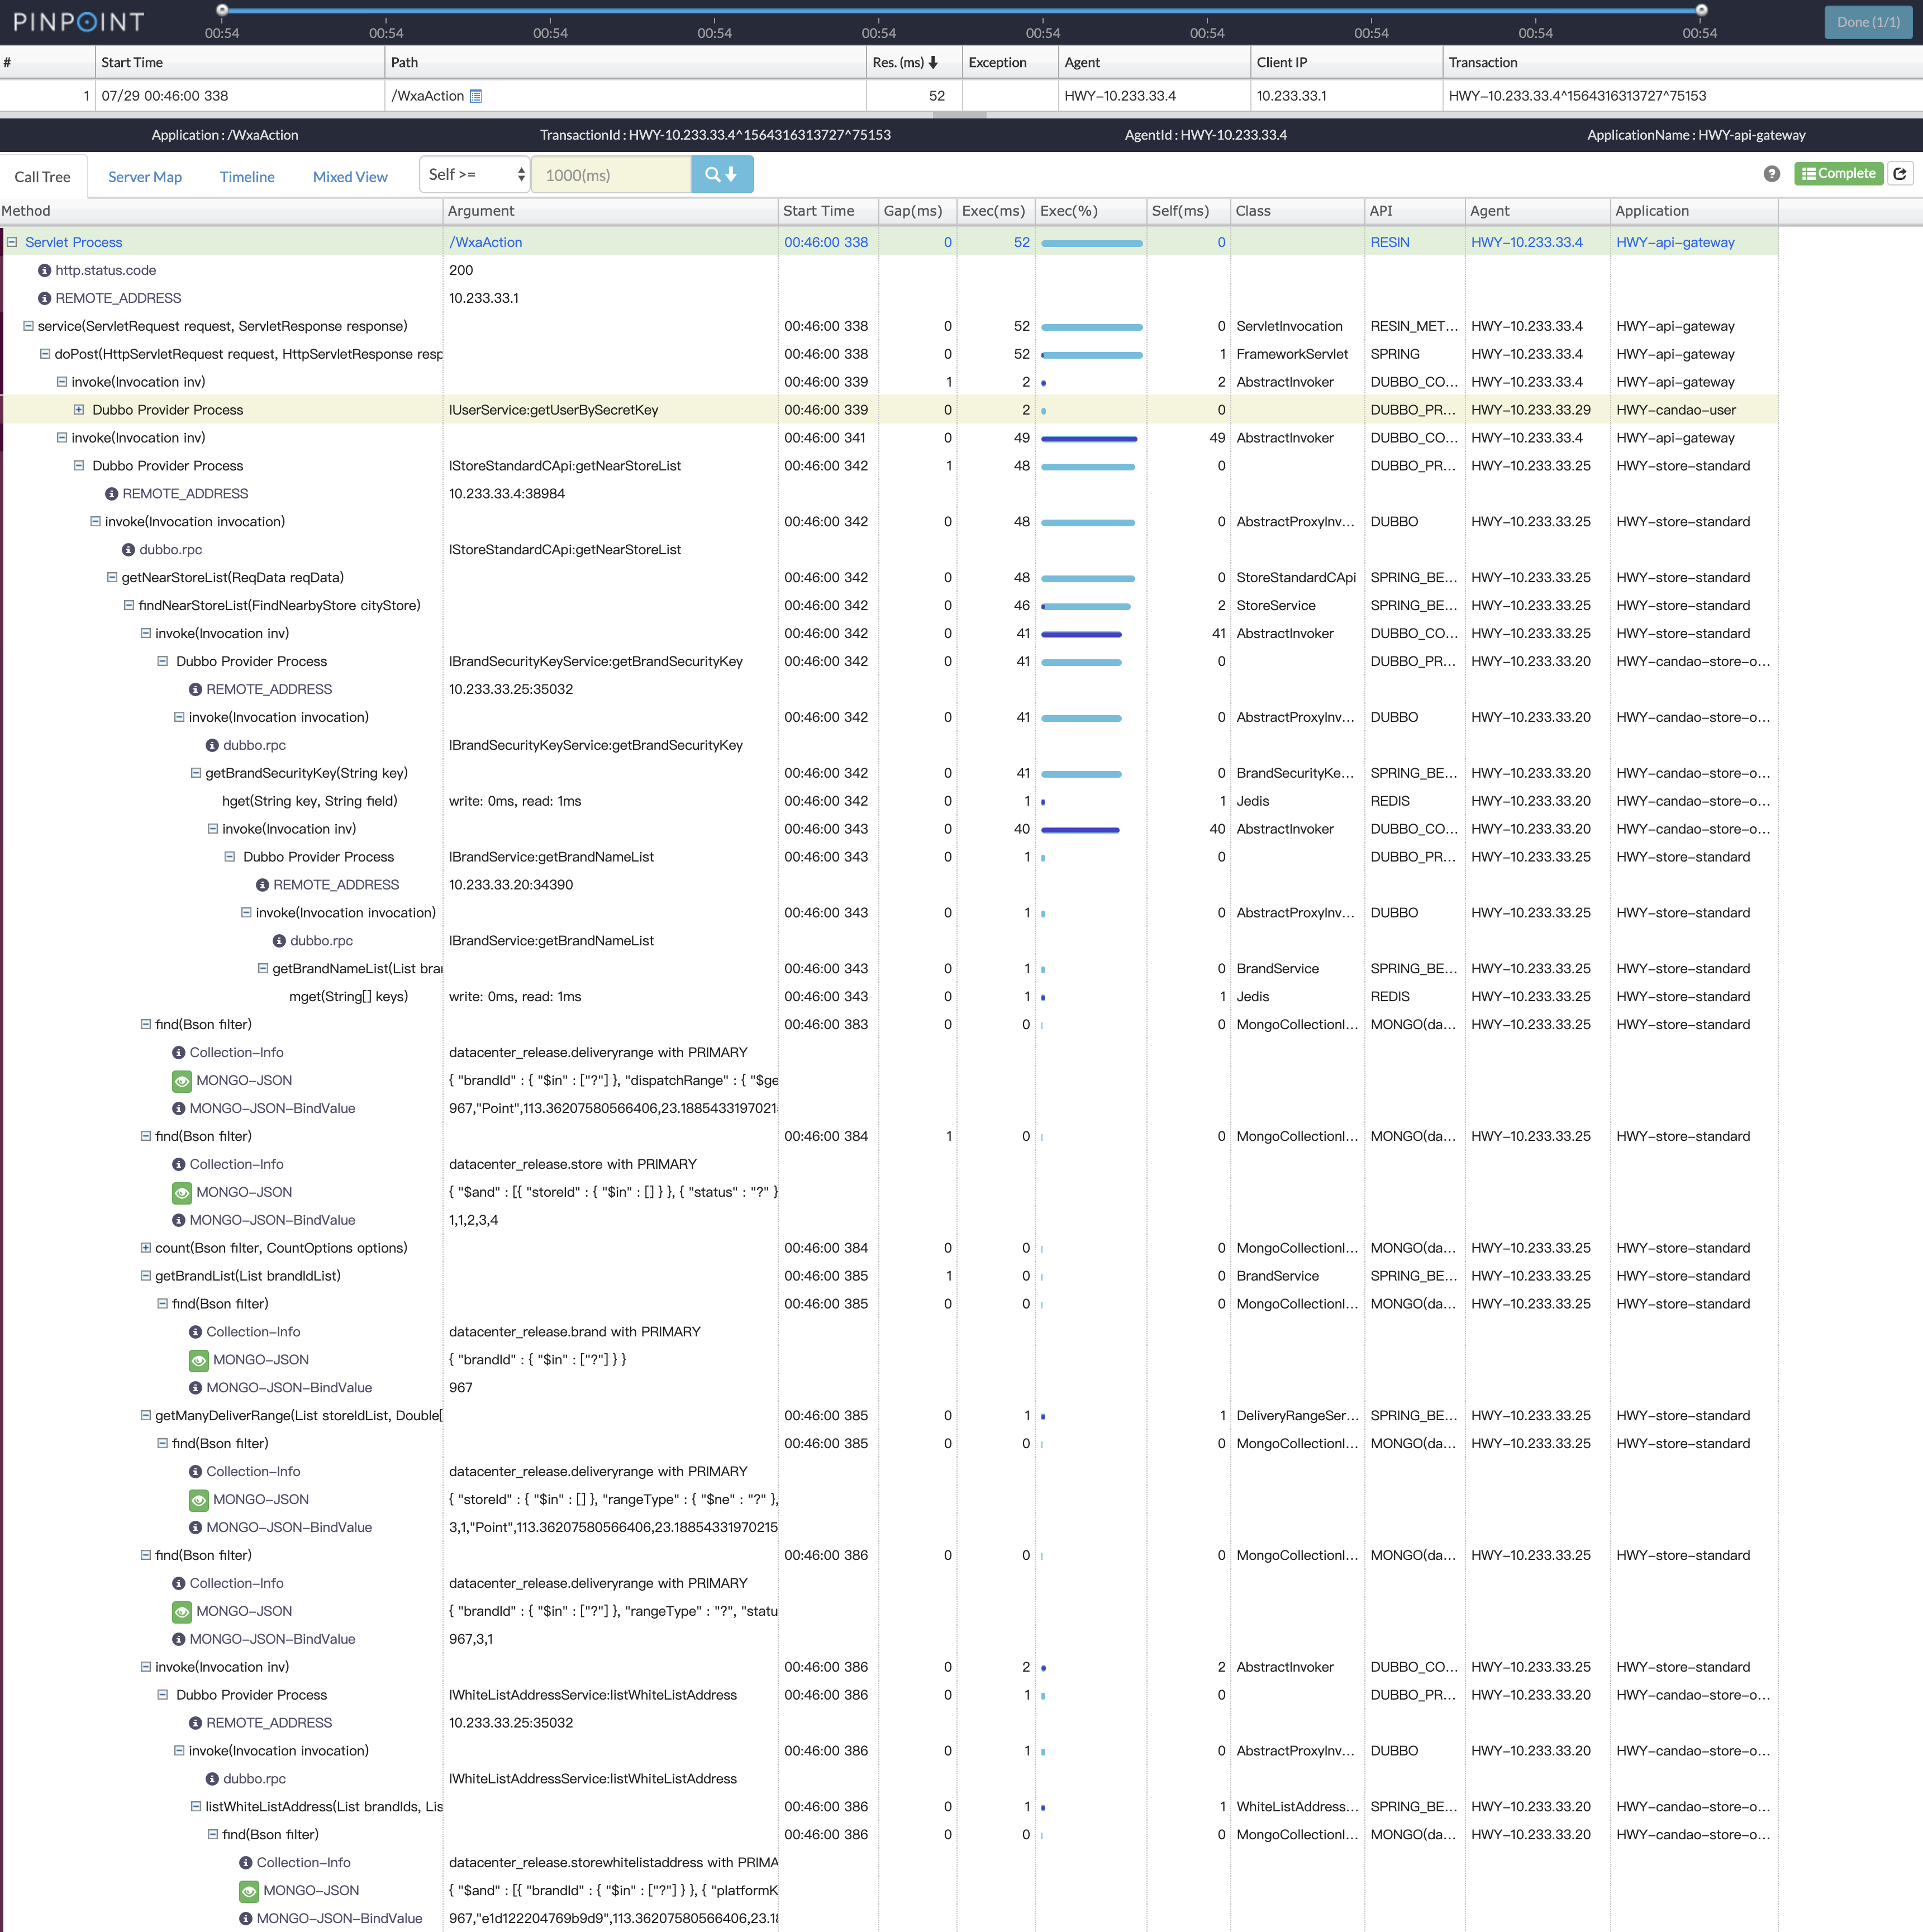 PINPOINT
00:54 00:54 00:54 00:54 00:54 00:54 00:54 00:54 00:54 00:54
Done (1/1)
# Start Time Path Res. (ms) Exception Agent Client IP Transaction
1 07/29 00:46:00 338 /WxaAction 52 HWY-10.233.33.4 10.233.33.1 HWY-10.233.33.4^1564316313727^75153
Application : /WxaAction TransactionId : HWY-10.233.33.4^1564316313727^75153 AgentId : HWY-10.233.33.4 ApplicationName : HWY-api-gateway
Call Tree Server Map Timeline Mixed View Self >= 1000(ms) Complete
Method Argument Start Time Gap(ms) Exec(ms) Exec(%) Self(ms) Class API Agent Application
Servlet Process /WxaAction 00:46:00 338 0 52 0 RESIN HWY-10.233.33.4 HWY-api-gateway
http.status.code 200
REMOTE_ADDRESS 10.233.33.1
service(ServletRequest request, ServletResponse response) 00:46:00 338 0 52 0 ServletInvocation RESIN_MET... HWY-10.233.33.4 HWY-api-gateway
doPost(HttpServletRequest request, HttpServletResponse resp 00:46:00 338 0 52 1 FrameworkServlet SPRING HWY-10.233.33.4 HWY-api-gateway
invoke(Invocation inv) 00:46:00 339 1 2 2 AbstractInvoker DUBBO_CO... HWY-10.233.33.4 HWY-api-gateway
Dubbo Provider Process IUserService:getUserBySecretKey 00:46:00 339 0 2 0 DUBBO_PR... HWY-10.233.33.29 HWY-candao-user
invoke(Invocation inv) 00:46:00 341 0 49 49 AbstractInvoker DUBBO_CO... HWY-10.233.33.4 HWY-api-gateway
Dubbo Provider Process IStoreStandardCApi:getNearStoreList 00:46:00 342 1 48 0 DUBBO_PR... HWY-10.233.33.25 HWY-store-standard
REMOTE_ADDRESS 10.233.33.4:38984
invoke(Invocation invocation) 00:46:00 342 0 48 0 AbstractProxyInv... DUBBO HWY-10.233.33.25 HWY-store-standard
dubbo.rpc IStoreStandardCApi:getNearStoreList
getNearStoreList(ReqData reqData) 00:46:00 342 0 48 0 StoreStandardCApi SPRING_BE... HWY-10.233.33.25 HWY-store-standard
findNearStoreList(FindNearbyStore cityStore) 00:46:00 342 0 46 2 StoreService SPRING_BE... HWY-10.233.33.25 HWY-store-standard
invoke(Invocation inv) 00:46:00 342 0 41 41 AbstractInvoker DUBBO_CO... HWY-10.233.33.25 HWY-store-standard
Dubbo Provider Process IBrandSecurityKeyService:getBrandSecurityKey 00:46:00 342 0 41 0 DUBBO_PR... HWY-10.233.33.20 HWY-candao-store-o...
REMOTE_ADDRESS 10.233.33.25:35032
invoke(Invocation invocation) 00:46:00 342 0 41 0 AbstractProxyInv... DUBBO HWY-10.233.33.20 HWY-candao-store-o...
dubbo.rpc IBrandSecurityKeyService:getBrandSecurityKey
getBrandSecurityKey(String key) 00:46:00 342 0 41 0 BrandSecurityKe... SPRING_BE... HWY-10.233.33.20 HWY-candao-store-o...
hget(String key, String field) write: 0ms, read: 1ms 00:46:00 342 0 1 1 Jedis REDIS HWY-10.233.33.20 HWY-candao-store-o...
invoke(Invocation inv) 00:46:00 343 0 40 40 AbstractInvoker DUBBO_CO... HWY-10.233.33.20 HWY-candao-store-o...
Dubbo Provider Process IBrandService:getBrandNameList 00:46:00 343 0 1 0 DUBBO_PR... HWY-10.233.33.25 HWY-store-standard
REMOTE_ADDRESS 10.233.33.20:34390
invoke(Invocation invocation) 00:46:00 343 0 1 0 AbstractProxyInv... DUBBO HWY-10.233.33.25 HWY-store-standard
dubbo.rpc IBrandService:getBrandNameList
getBrandNameList(List bra 00:46:00 343 0 1 0 BrandService SPRING_BE... HWY-10.233.33.25 HWY-store-standard
mget(String[] keys) write: 0ms, read: 1ms 00:46:00 343 0 1 1 Jedis REDIS HWY-10.233.33.25 HWY-store-standard
find(Bson filter) 00:46:00 383 0 0 0 MongoCollectionI... MONGO(da... HWY-10.233.33.25 HWY-store-standard
Collection-Info datacenter_release.deliveryrange with PRIMARY
MONGO-JSON { "brandId" : { "$in" : ["?"] }, "dispatchRange" : { "$ge
MONGO-JSON-BindValue 967,"Point",113.36207580566406,23.1885433197021
find(Bson filter) 00:46:00 384 1 0 0 MongoCollectionI... MONGO(da... HWY-10.233.33.25 HWY-store-standard
Collection-Info datacenter_release.store with PRIMARY
MONGO-JSON { "$and" : [{ "storeId" : { "$in" : [] } }, { "status" : "?" }
MONGO-JSON-BindValue 1,1,2,3,4
count(Bson filter, CountOptions options) 00:46:00 384 0 0 0 MongoCollectionI... MONGO(da... HWY-10.233.33.25 HWY-store-standard
getBrandList(List brandIdList) 00:46:00 385 1 0 0 BrandService SPRING_BE... HWY-10.233.33.25 HWY-store-standard
find(Bson filter) 00:46:00 385 0 0 0 MongoCollectionI... MONGO(da... HWY-10.233.33.25 HWY-store-standard
Collection-Info datacenter_release.brand with PRIMARY
MONGO-JSON { "brandId" : { "$in" : ["?"] } }
MONGO-JSON-BindValue 967
getManyDeliverRange(List storeIdList, Double[ 00:46:00 385 0 1 1 DeliveryRangeSer... SPRING_BE... HWY-10.233.33.25 HWY-store-standard
find(Bson filter) 00:46:00 385 0 0 0 MongoCollectionI... MONGO(da... HWY-10.233.33.25 HWY-store-standard
Collection-Info datacenter_release.deliveryrange with PRIMARY
MONGO-JSON { "storeId" : { "$in" : [] }, "rangeType" : { "$ne" : "?" },
MONGO-JSON-BindValue 3,1,"Point",113.36207580566406,23.18854331970215
find(Bson filter) 00:46:00 386 0 0 0 MongoCollectionI... MONGO(da... HWY-10.233.33.25 HWY-store-standard
Collection-Info datacenter_release.deliveryrange with PRIMARY
MONGO-JSON { "brandId" : { "$in" : ["?"] }, "rangeType" : "?", "statu
MONGO-JSON-BindValue 967,3,1
invoke(Invocation inv) 00:46:00 386 0 2 2 AbstractInvoker DUBBO_CO... HWY-10.233.33.25 HWY-store-standard
Dubbo Provider Process IWhiteListAddressService:listWhiteListAddress 00:46:00 386 0 1 0 DUBBO_PR... HWY-10.233.33.20 HWY-candao-store-o...
REMOTE_ADDRESS 10.233.33.25:35032
invoke(Invocation invocation) 00:46:00 386 0 1 0 AbstractProxyInv... DUBBO HWY-10.233.33.20 HWY-candao-store-o...
dubbo.rpc IWhiteListAddressService:listWhiteListAddress
listWhiteListAddress(List brandIds, Lis 00:46:00 386 0 1 1 WhiteListAddress... SPRING_BE... HWY-10.233.33.20 HWY-candao-store-o...
find(Bson filter) 00:46:00 386 0 0 0 MongoCollectionI... MONGO(da... HWY-10.233.33.20 HWY-candao-store-o...
Collection-Info datacenter_release.storewhitelistaddress with PRIMA
MONGO-JSON { "$and" : [{ "brandId" : { "$in" : ["?"] } }, { "platformK
MONGO-JSON-BindValue 967,"e1d122204769b9d9",113.36207580566406,23.18